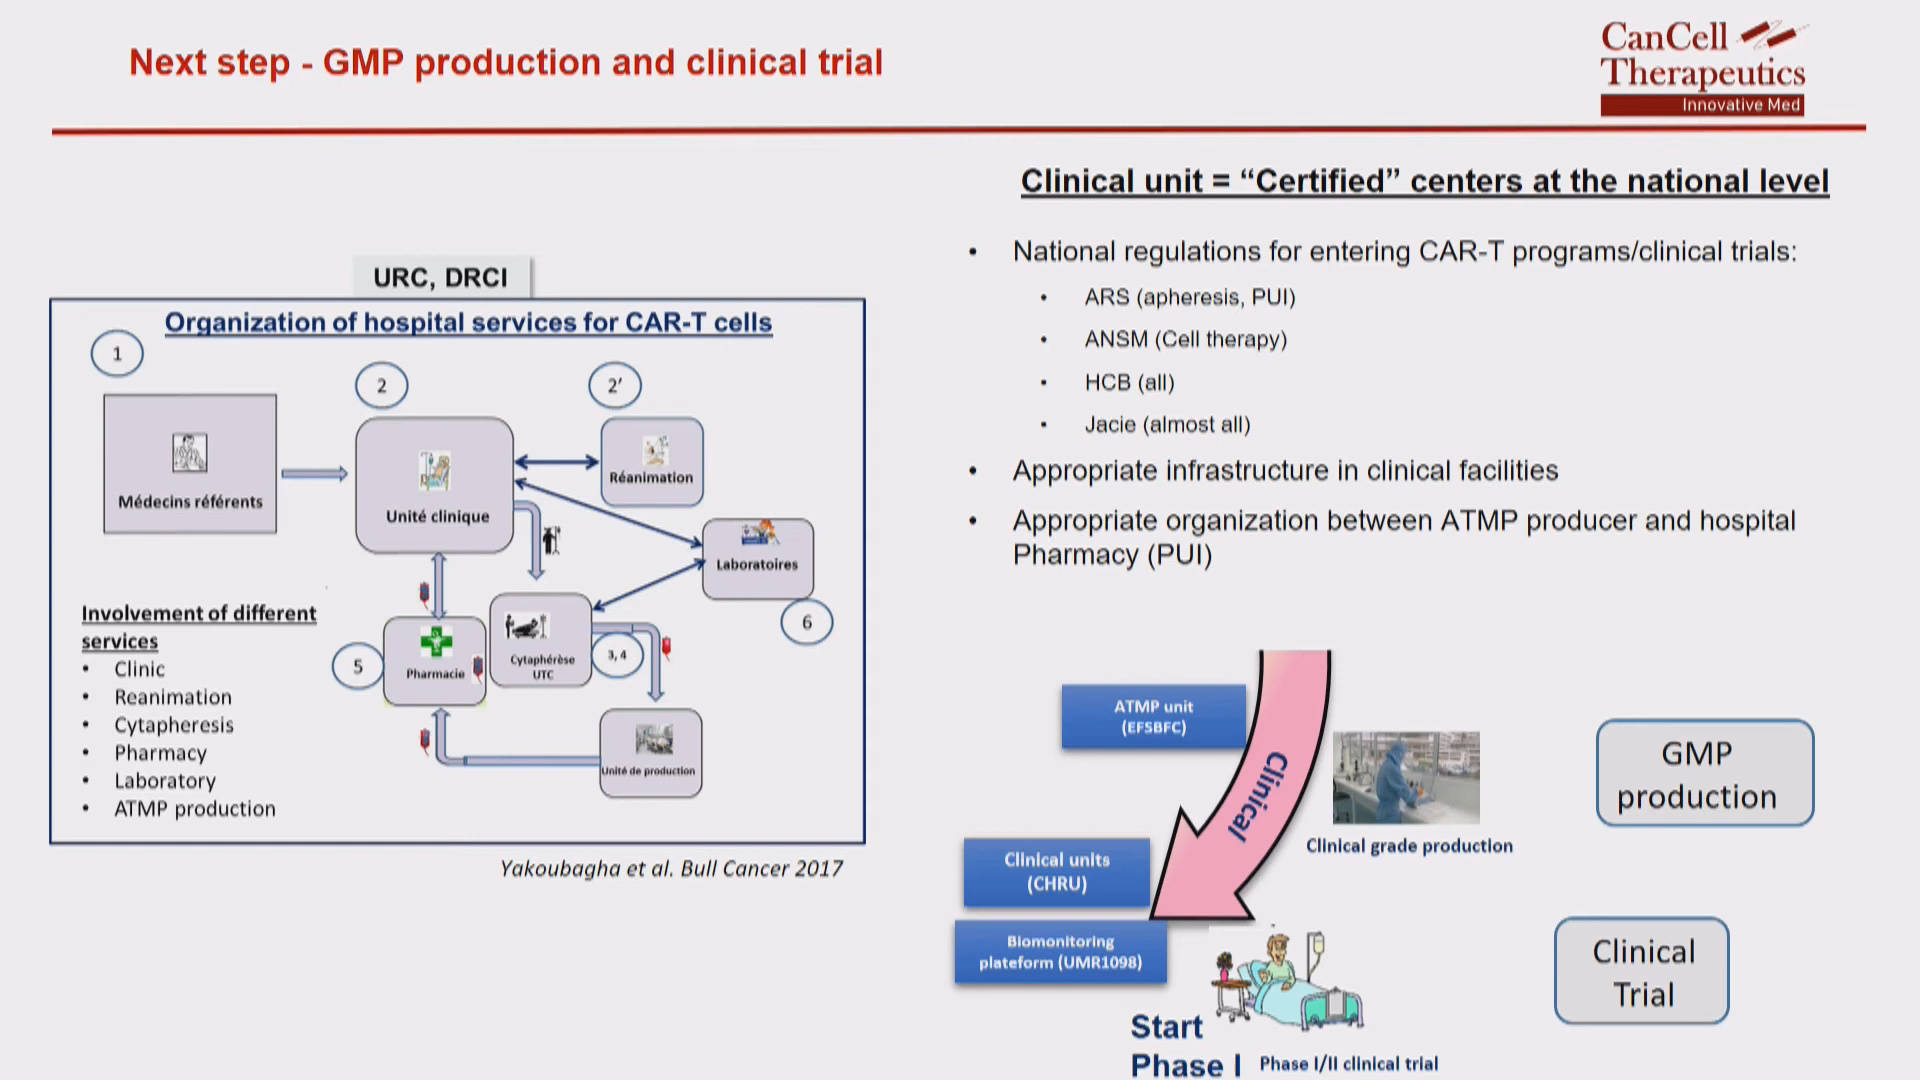 Next step - GMP production and clinical trial
CanCell
Therapeutics
Innovative Med
URC, DRCI
Organization of hospital services for CAR-T cells
1
2
2’
Médecins référents
Unité clinique
Réanimation
Laboratoires
6
5
Pharmacie
Cytaphérèse
UTC
3, 4
Unité de production
Involvement of different
services
• Clinic
• Reanimation
• Cytapheresis
• Pharmacy
• Laboratory
• ATMP production
Yakoubagha et al. Bull Cancer 2017
Clinical unit = “Certified” centers at the national level
• National regulations for entering CAR-T programs/clinical trials:
• ARS (apheresis, PUI)
• ANSM (Cell therapy)
• HCB (all)
• Jacie (almost all)
• Appropriate infrastructure in clinical facilities
• Appropriate organization between ATMP producer and hospital
Pharmacy (PUI)
ATMP unit
(EFSBFC)
Clinical
Clinical grade production
GMP
production
Clinical units
(CHRU)
Biomonitoring
plateform (UMR1098)
Clinical
Trial
Start
Phase I
Phase I/II clinical trial